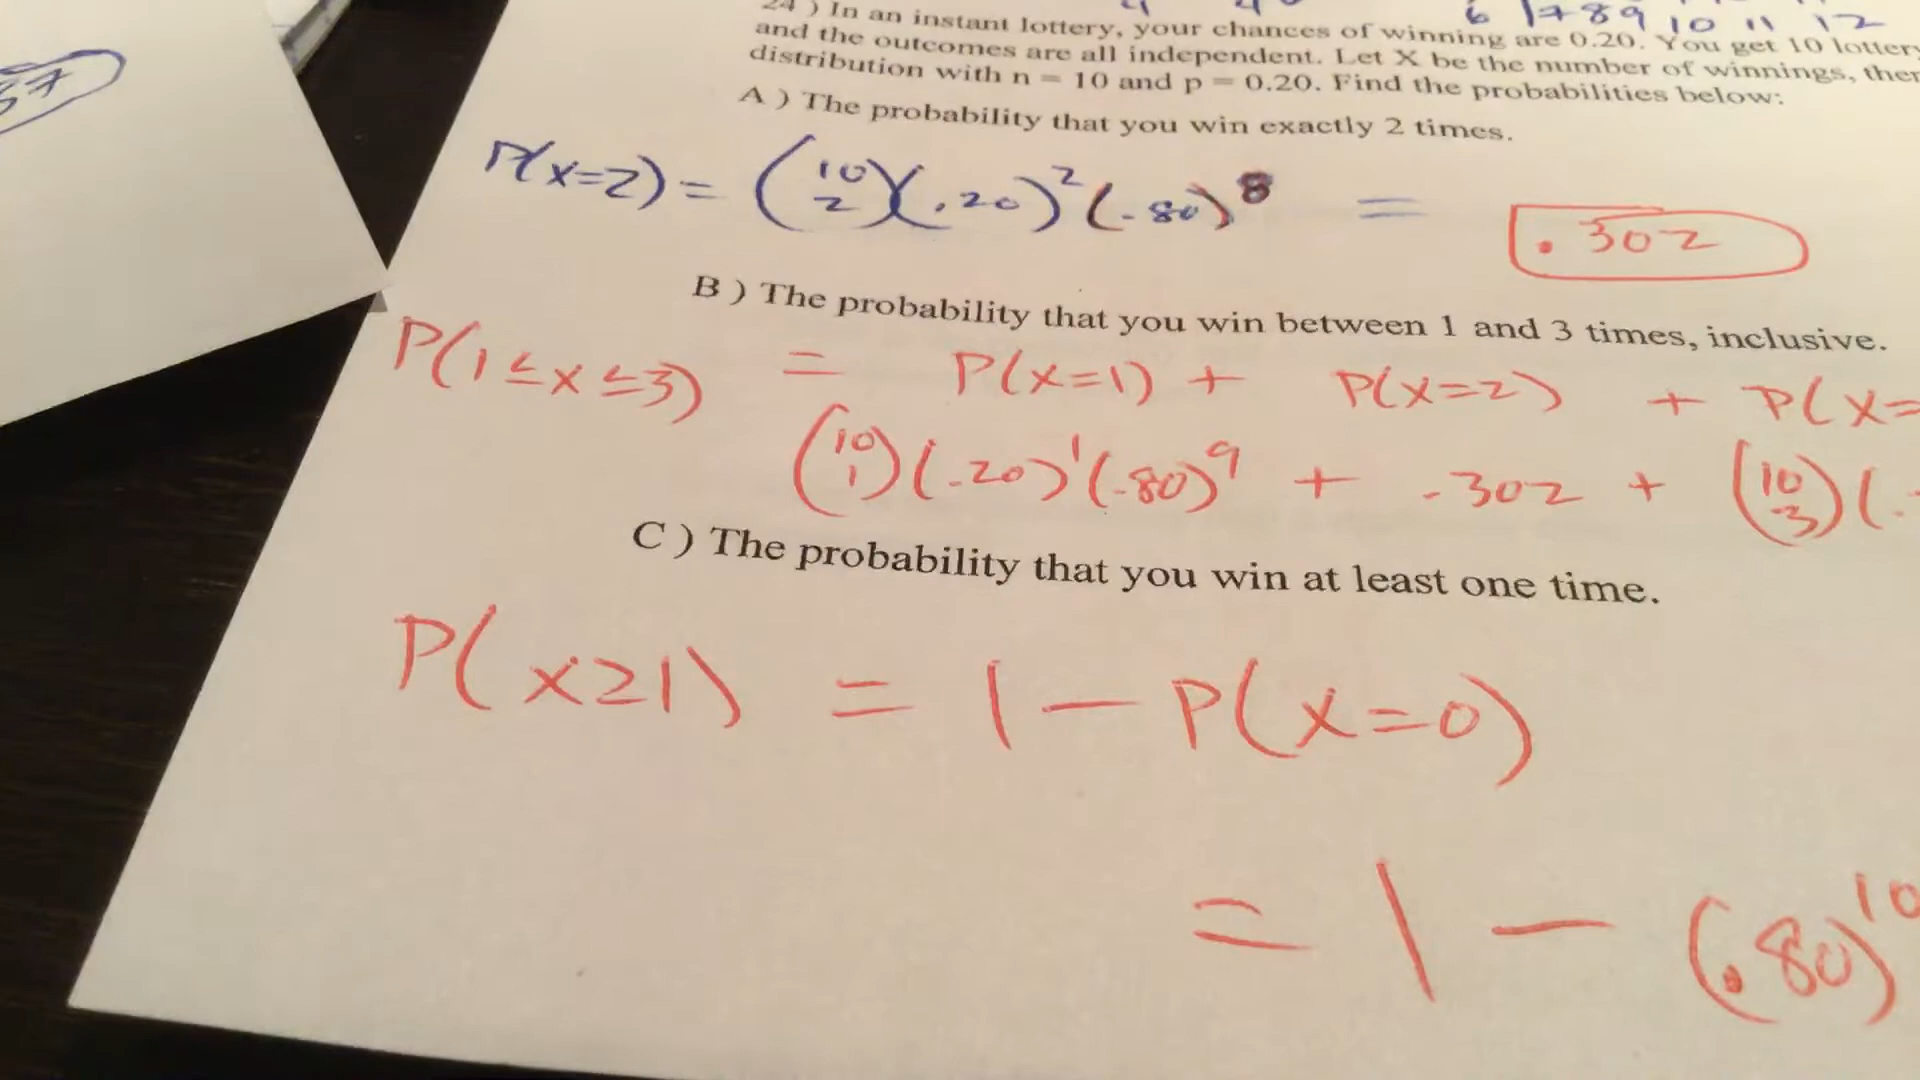 6 7 8 9 10 11 12
24 ) In an instant lottery, your chances of winning are 0.20. You get 10 lottery
and the outcomes are all independent. Let X be the number of winnings, then
distribution with n = 10 and p = 0.20. Find the probabilities below:
A ) The probability that you win exactly 2 times.
P(x=2) = (10 2)(.20)^2(.80)^8 = .302
B ) The probability that you win between 1 and 3 times, inclusive.
P(1≤x≤3) = P(x=1) + P(x=2) + P(x=
(10 1)(.20)^1(.80)^9 + .302 + (10 3)(.
C ) The probability that you win at least one time.
P(x≥1) = 1 - P(x=0)
= 1 - (.80)^10